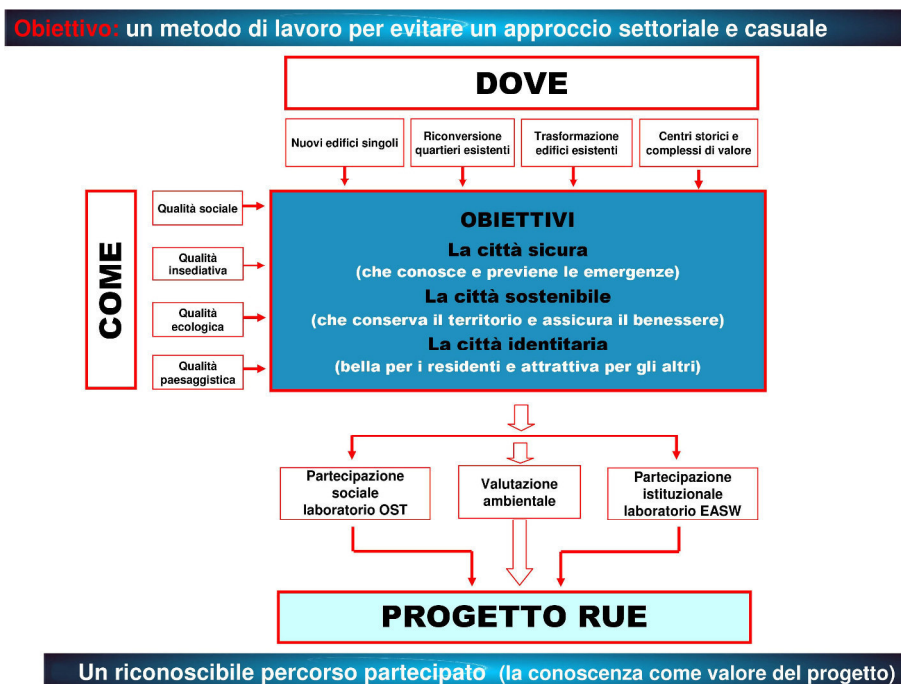 Obiettivo: un metodo di lavoro per evitare un approccio settoriale e casuale
DOVE
Nuovi edifici singoli
Riconversione
quartieri esistenti
Trasformazione
edifici esistenti
Centri storici e
complessi di valore
COME
Qualità sociale
Qualità
insediativa
Qualità
ecologica
Qualità
paesaggistica
OBIETTIVI
La città sicura
(che conosce e previene le emergenze)
La città sostenibile
(che conserva il territorio e assicura il benessere)
La città identitaria
(bella per i residenti e attrattiva per gli altri)
Partecipazione
sociale
laboratorio OST
Valutazione
ambientale
Partecipazione
istituzionale
laboratorio EASW
PROGETTO RUE
Un riconoscibile percorso partecipato (la conoscenza come valore del progetto)